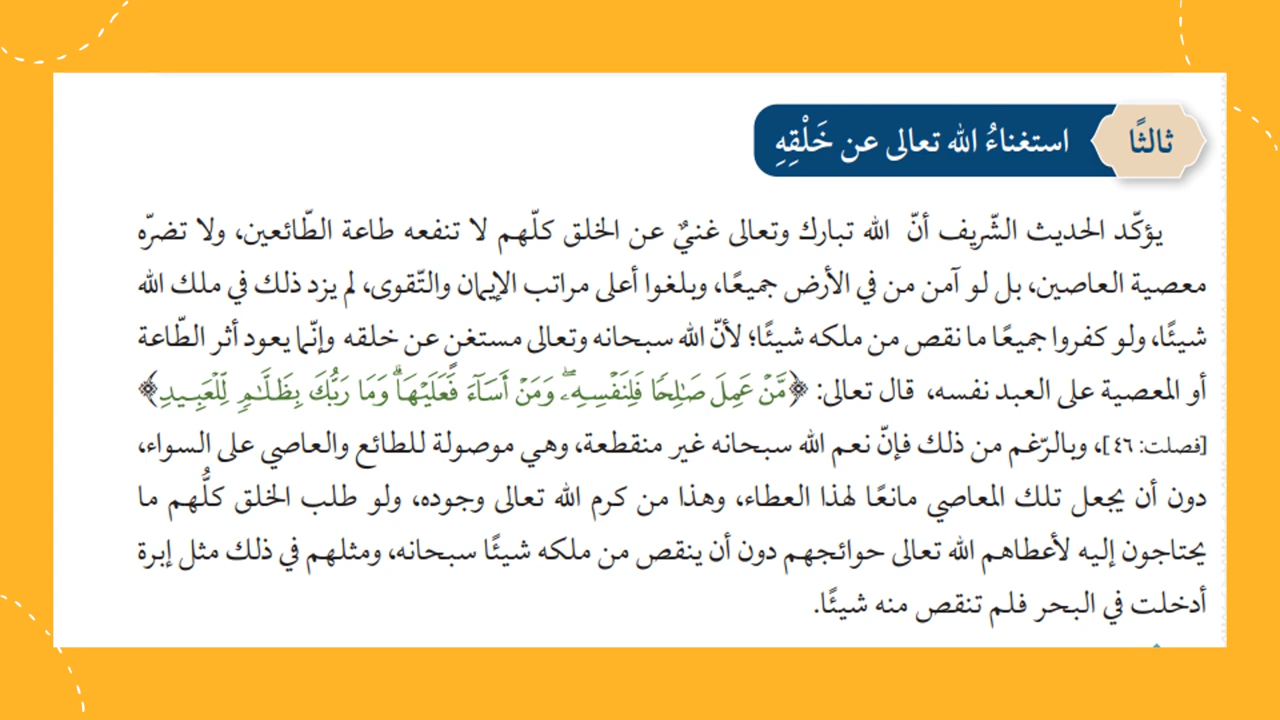 ثالثًا استغناءُ الله تعالى عن خَلْقِهِ
يؤكّد الحديث الشّريف أنّ الله تبارك وتعالى غنيٌ عن الخلق كلّهم لا تنفعه طاعة الطّائعين، ولا تضرّه
معصية العاصين، بل لو آمن من في الأرض جميعًا، وبلغوا أعلى مراتب الإيمان والتّقوى، لم يزد ذلك في ملك الله
شيئًا، ولو كفروا جميعًا ما نقص من ملكه شيئًا؛ لأنّ الله سبحانه وتعالى مستغنٍ عن خلقه وإنّما يعود أثر الطّاعة
أو المعصية على العبد نفسه، قال تعالى: ﴿مَّنۡ عَمِلَ صَٰلِحٗا فَلِنَفۡسِهِۦۖ وَمَنۡ أَسَآءَ فَعَلَيۡهَاۗ وَمَا رَبُّكَ بِظَلَّٰمٖ لِّلۡعَبِيدِ﴾
[فصلت: ٤٦]، وبالرّغم من ذلك فإنّ نعم الله سبحانه غير منقطعة، وهي موصولة للطائع والعاصي على السواء،
دون أن يجعل تلك المعاصي مانعًا لهذا العطاء، وهذا من كرم الله تعالى وجوده، ولو طلب الخلق كلُّهم ما
يحتاجون إليه لأعطاهم الله تعالى حوائجهم دون أن ينقص من ملكه شيئًا سبحانه، ومثلهم في ذلك مثل إبرة
أدخلت في البحر فلم تنقص منه شيئًا.